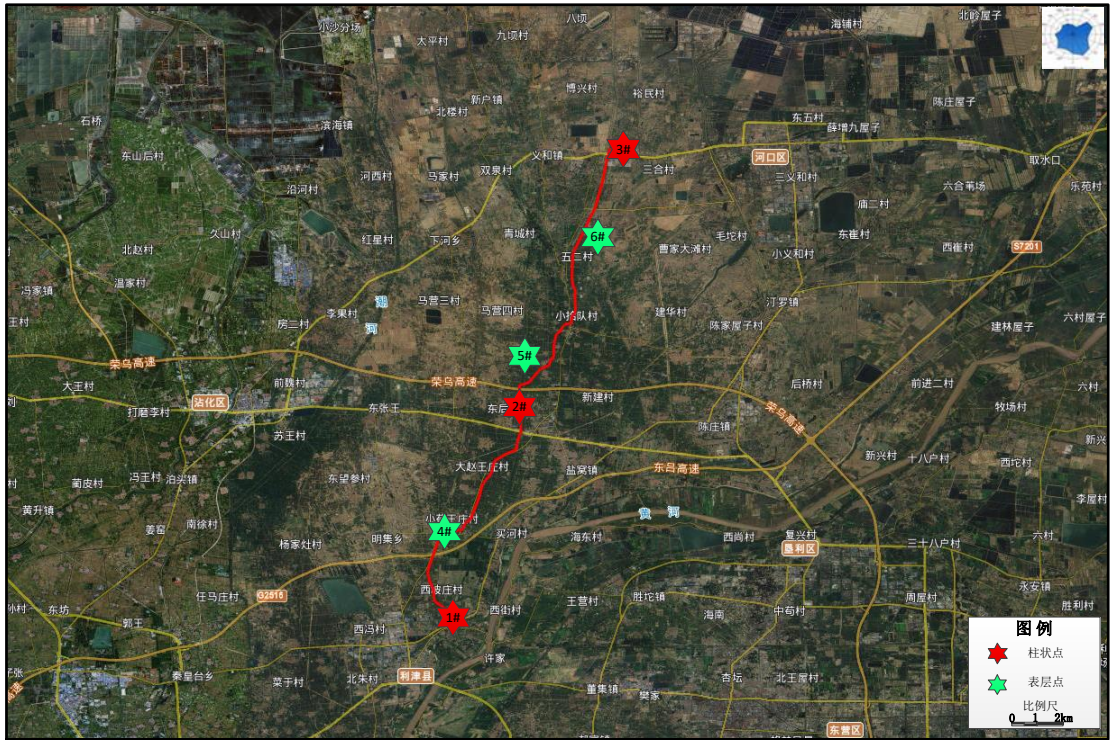 八顷
北岭屋子
小沙分场
海铺村
太平村
九顷村
博兴村
裕民村
新户镇
陈庄屋子
北楼村
石桥
滨海镇
东五村
薛增九屋子
3#
东山后村
义和镇
河口区
取水口
河西村
马家村
双泉村
三合村
三义和村
沿河村
六合苇场
乐苑村
庙二村
久山村
红星村
下河乡
青城村
6#
毛坨村
东崔村
北赵村
五二村
曹家大滩村
小义和村
西崔村
S7201
温家村
冯家镇
马营三村
汀罗镇
潮
河
李果村
马营四村
建华村
王村
房二村
陈家屋子村
建林屋子
六村屋子
5#
荣乌高速
荣乌高速
大王村
前魏村
新建村
后桥村
前进二村
六村
沾化区
打磨李村
东张王
东后
2#
荣乌高速
牧场村
苏王村
陈庄镇
新兴
大赵王庄村
盐窝镇
东吕高速
新兴村
十八户村
西坨村
冯王村
泊头镇
东望参村
蔺皮村
李屋村
黄升镇
姜窑
南徐村
黄河
4#
买河村
海东村
西尚村
复兴村
六村
杨家灶村
明集乡
垦利区
三十八户村
永安镇
任马庄村
G2516
王营村
胜坨镇
周屋村
孙村
东坊
郭王
1#
西街村
海南
中荀村
胜利村
西冯村
许家
秦皇台乡
菜于村
北朱村
利津县
董集镇
樊家
杏坛
北王屋村
东营区
图例
柱状点
表层点
比例尺
0 1 2km